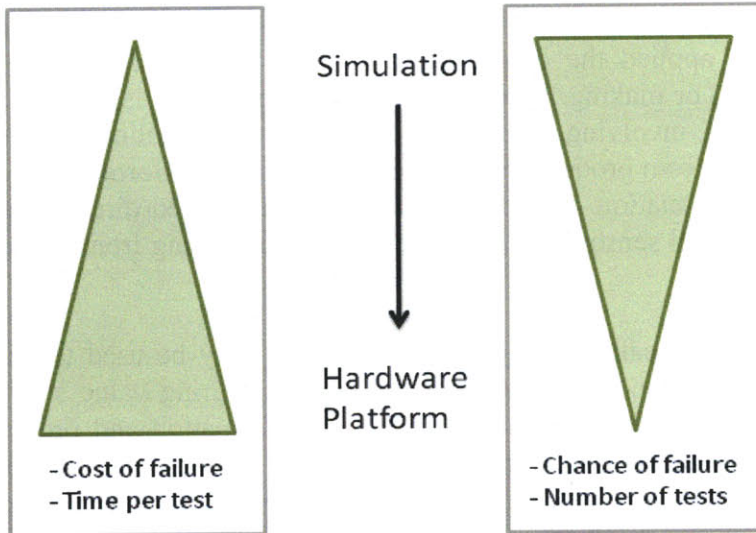 Simulation
Hardware
Platform
- Cost of failure
- Time per test
- Chance of failure
- Number of tests